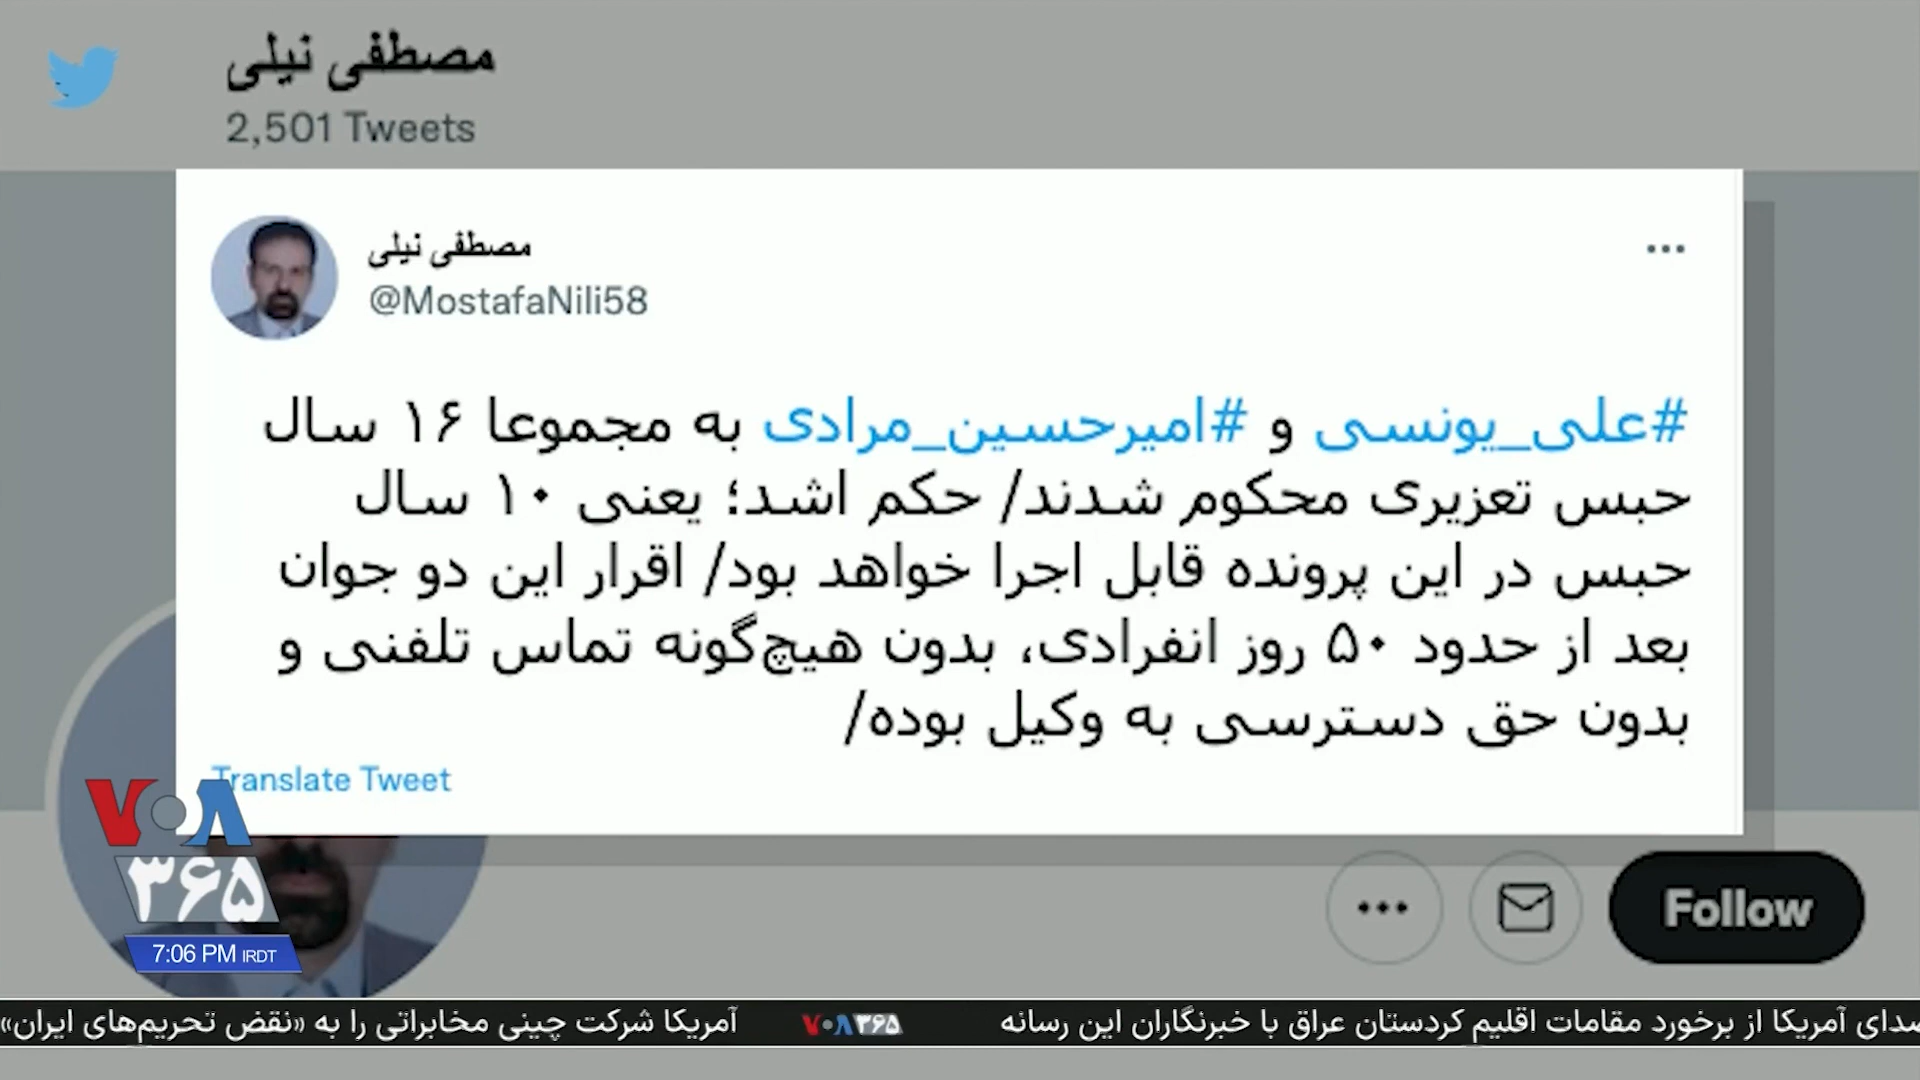 مصطفی نیلی
2,501 Tweets
مصطفی نیلی
@MostafaNili58
#علی_یونسی و #امیرحسین_مرادی به مجموعا ۱۶ سال
حبس تعزیری محکوم شدند/ حکم اشد؛ یعنی ۱۰ سال
حبس در این پرونده قابل اجرا خواهد بود/ اقرار این دو جوان
بعد از حدود ۵۰ روز انفرادی، بدون هیچ‌گونه تماس تلفنی و
بدون حق دسترسی به وکیل بوده/
Translate Tweet
VOA
۳۶۵
7:06 PM IRDT
Follow
صدای آمریکا از برخورد مقامات اقلیم کردستان عراق با خبرنگاران این رسانه VOA۳۶۵ آمریکا شرکت چینی مخابراتی را به «نقض تحریم‌های ایران»